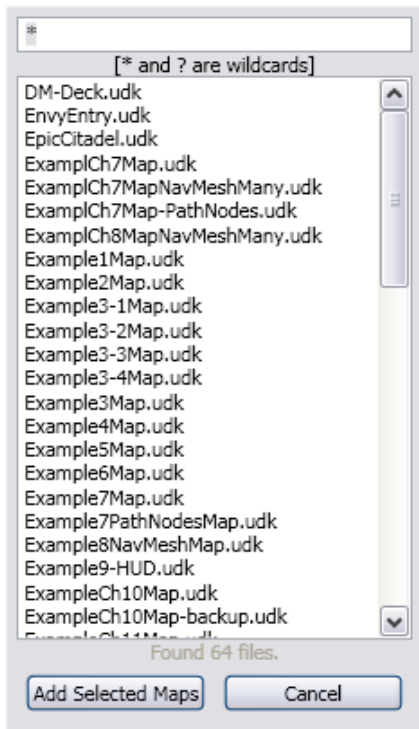 *
[* and ? are wildcards]
DM-Deck.udk
EnvyEntry.udk
EpicCitadel.udk
ExamplCh7Map.udk
ExamplCh7MapNavMeshMany.udk
ExamplCh7Map-PathNodes.udk
ExamplCh8MapNavMeshMany.udk
Example1Map.udk
Example2Map.udk
Example3-1Map.udk
Example3-2Map.udk
Example3-3Map.udk
Example3-4Map.udk
Example3Map.udk
Example4Map.udk
Example5Map.udk
Example6Map.udk
Example7Map.udk
Example7PathNodesMap.udk
Example8NavMeshMap.udk
Example9-HUD.udk
ExampleCh10Map.udk
ExampleCh10Map-backup.udk
ExampleCh11Map.udk
Found 64 files.
Add Selected Maps Cancel